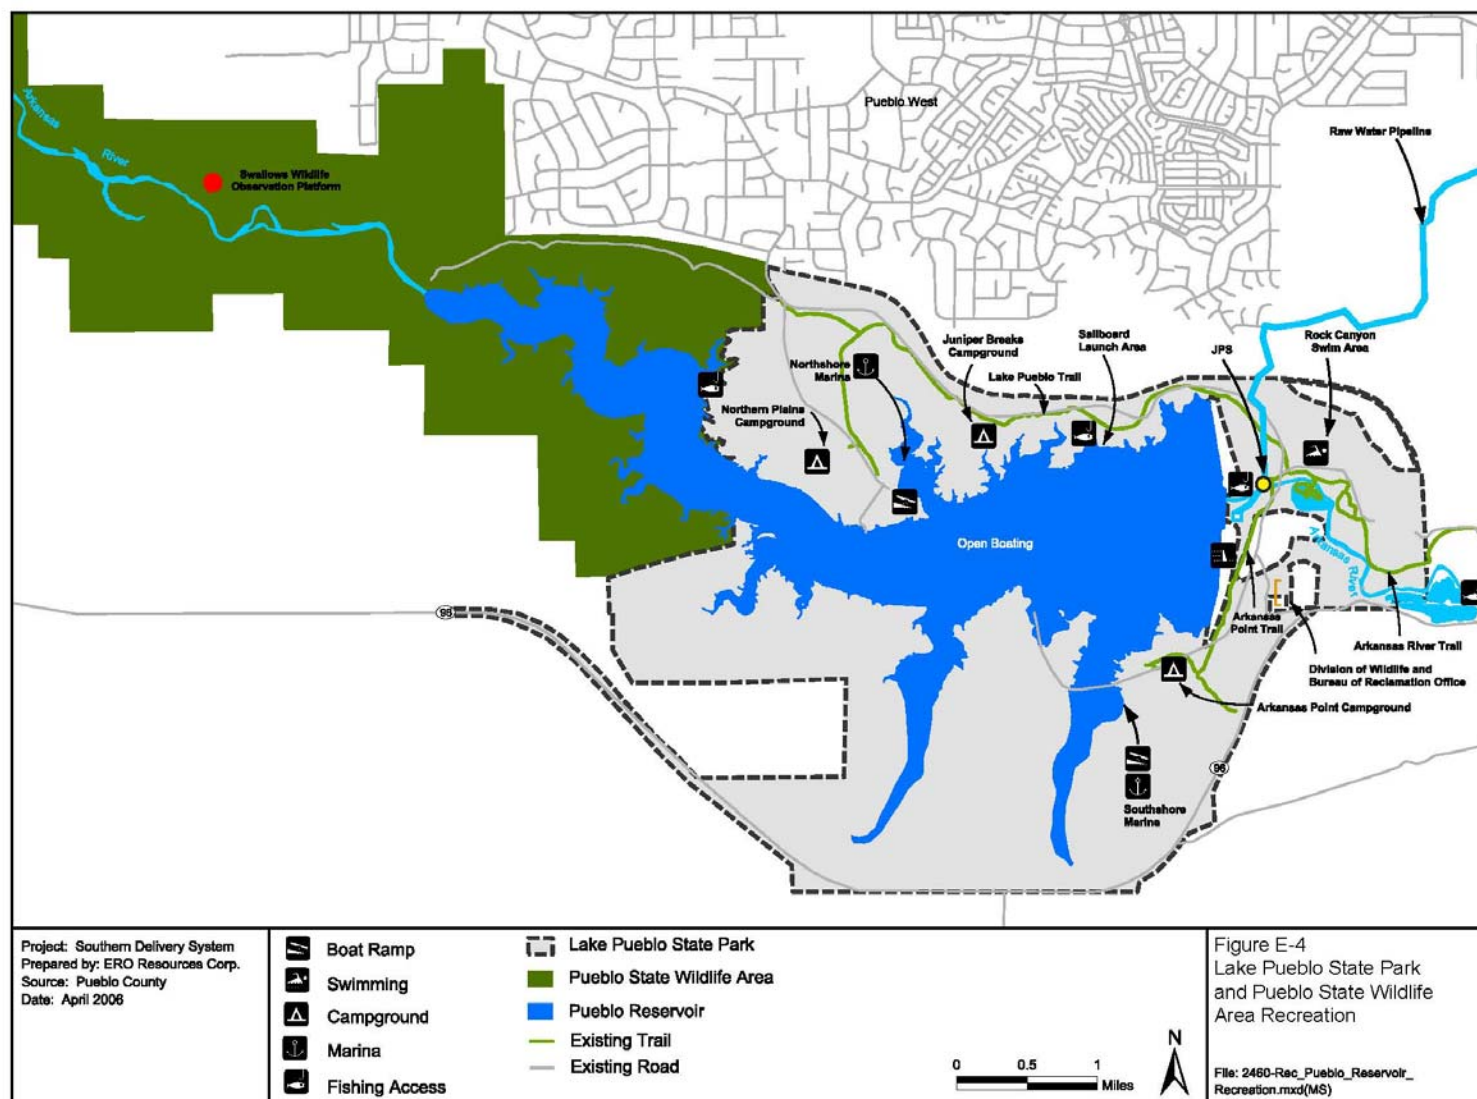 Pueblo West
Raw Water Pipeline
Arkansas
River
Swallows Wildlife
Observation Platform
Juniper Breaks
Campground
Sailboard
Launch Area
JPS
Rock Canyon
Swim Area
Northshore
Marina
Lake Pueblo Trail
Northern Plains
Campground
Open Boating
Arkansas River
96
Arkansas
Point Trail
Arkansas River Trail
Division of Wildlife and
Bureau of Reclamation Office
Arkansas Point Campground
96
Southshore
Marina
Project: Southern Delivery System
Prepared by: ERO Resources Corp.
Source: Pueblo County
Date: April 2006
Boat Ramp
Swimming
Campground
Marina
Fishing Access
Lake Pueblo State Park
Pueblo State Wildlife Area
Pueblo Reservoir
Existing Trail
Existing Road
0 0.5 1
Miles
N
Figure E-4
Lake Pueblo State Park
and Pueblo State Wildlife
Area Recreation
File: 2460-Rec_Pueblo_Reservoir_
Recreation.mxd(MS)